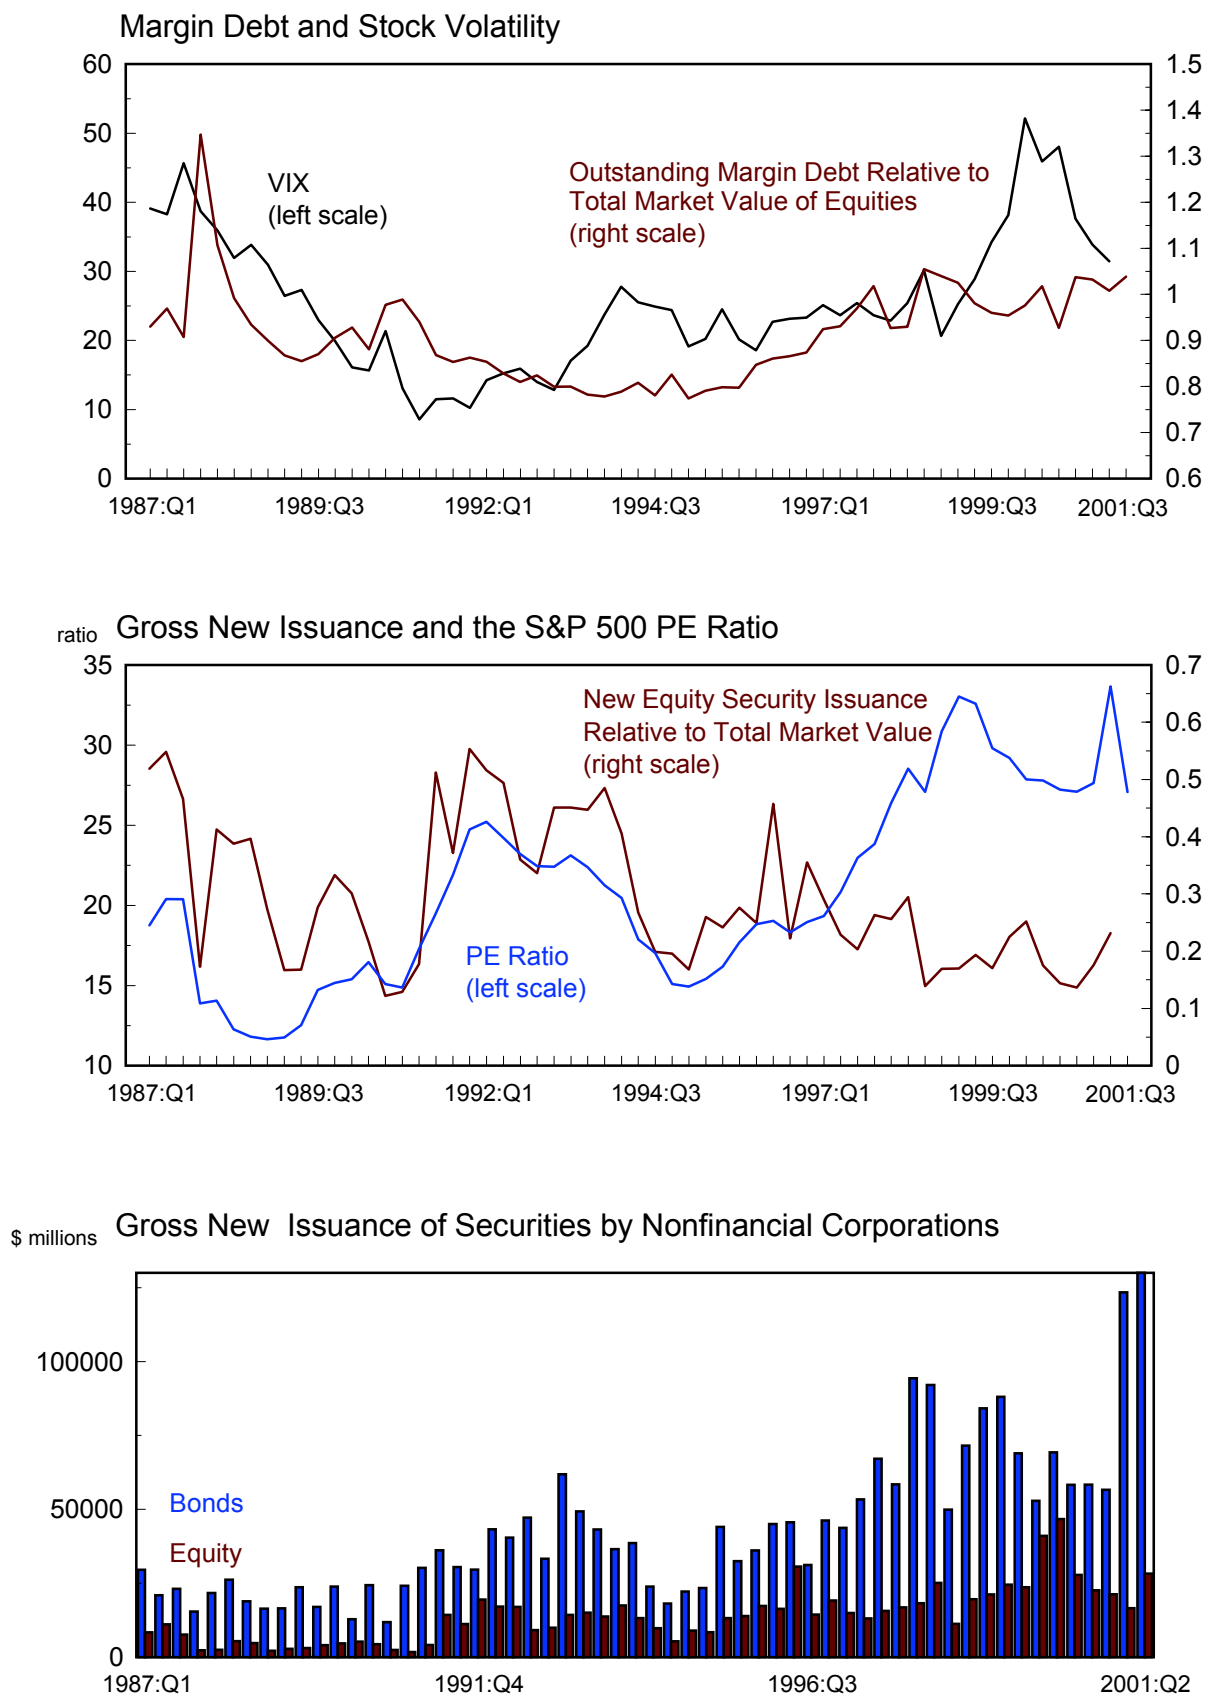 Margin Debt and Stock Volatility
60
50
40
30
20
10
0
1.5
1.4
1.3
1.2
1.1
1
0.9
0.8
0.7
0.6
VIX
(left scale)
Outstanding Margin Debt Relative to
Total Market Value of Equities
(right scale)
1987:Q1 1989:Q3 1992:Q1 1994:Q3 1997:Q1 1999:Q3 2001:Q3
ratio Gross New Issuance and the S&P 500 PE Ratio
35
30
25
20
15
10
0.7
0.6
0.5
0.4
0.3
0.2
0.1
0
New Equity Security Issuance
Relative to Total Market Value
(right scale)
PE Ratio
(left scale)
1987:Q1 1989:Q3 1992:Q1 1994:Q3 1997:Q1 1999:Q3 2001:Q3
$ millions Gross New Issuance of Securities by Nonfinancial Corporations
100000
50000
0
Bonds
Equity
1987:Q1 1991:Q4 1996:Q3 2001:Q2